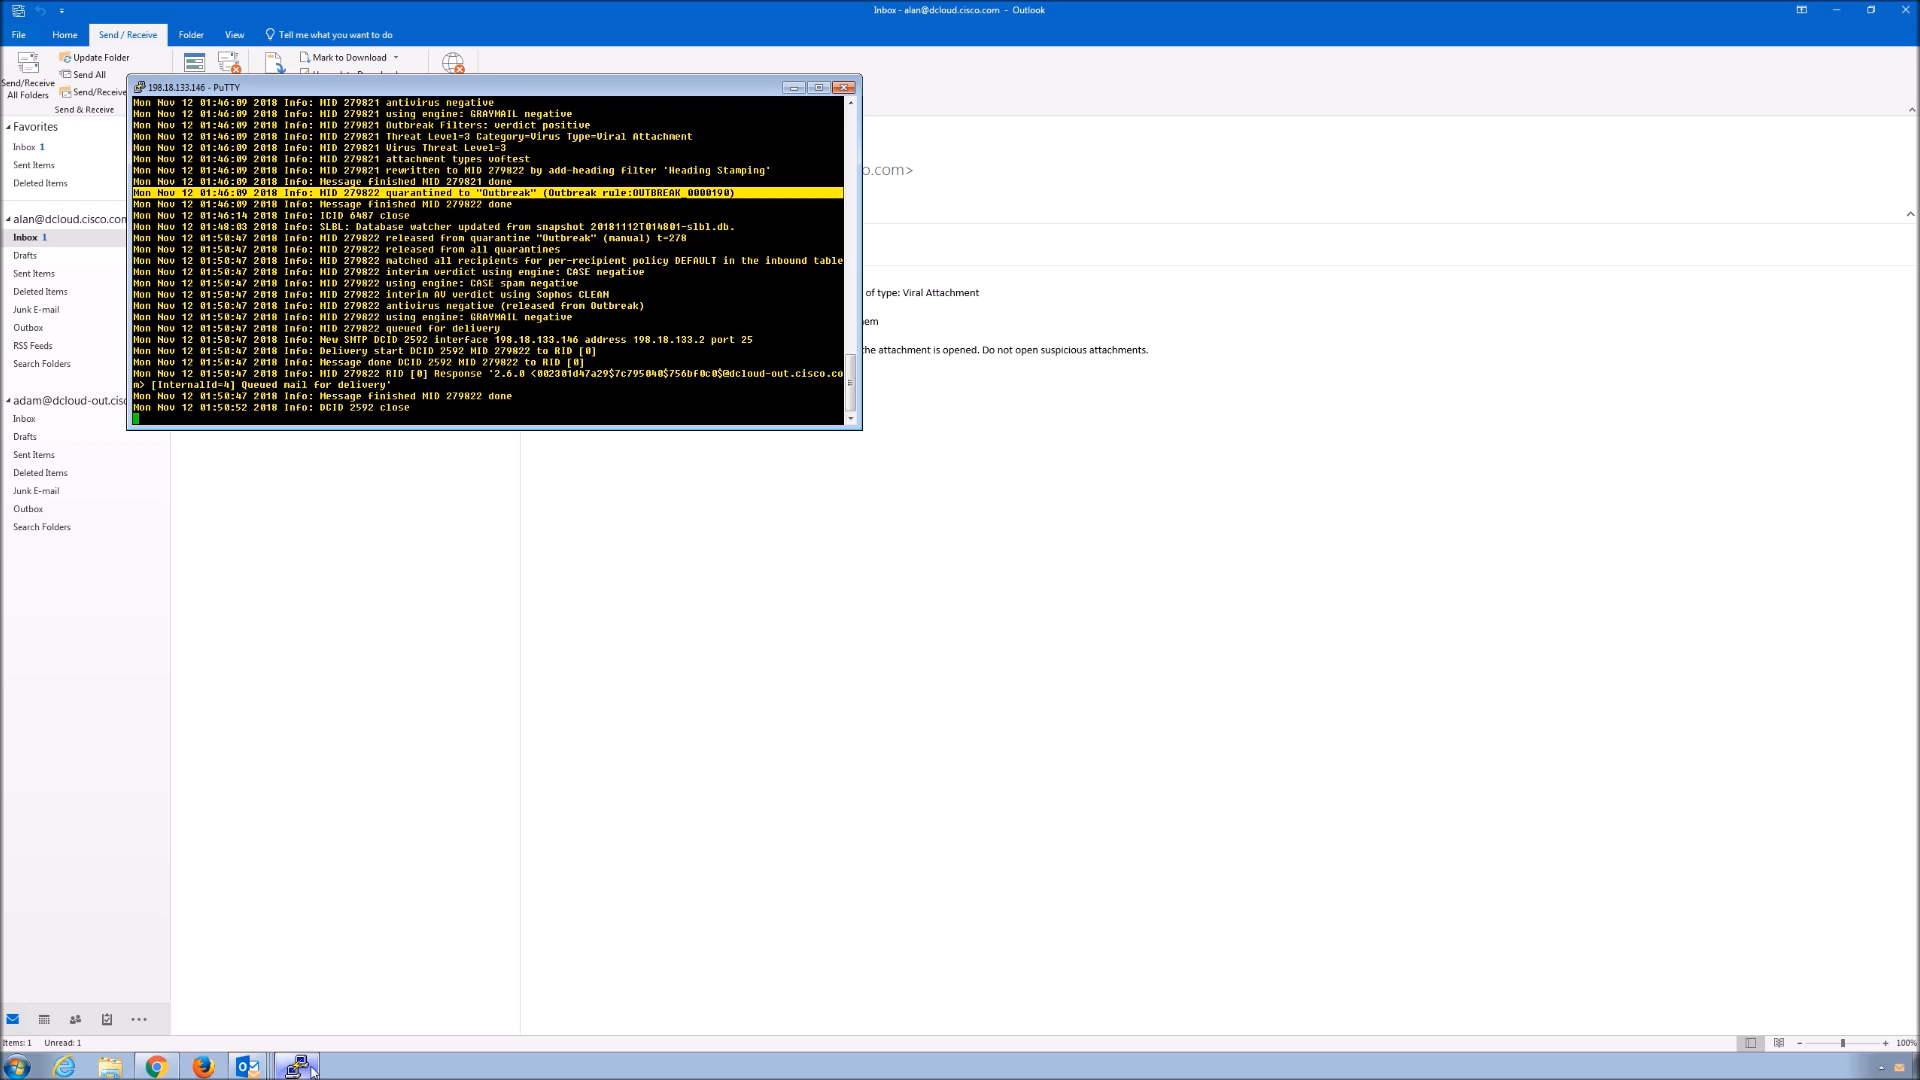 Inbox - alan@dcloud.cisco.com - Outlook
File Home Send / Receive Folder View Tell me what you want to do
Send/Receive
All Folders
Update Folder
Send All
Send/Receive
Send & Receive
Mark to Download
198.18.133.146 - PuTTY
Mon Nov 12 01:46:09 2018 Info: MID 279821 antivirus negative
Mon Nov 12 01:46:09 2018 Info: MID 279821 using engine: GRAYMAIL negative
Mon Nov 12 01:46:09 2018 Info: MID 279821 Outbreak Filters: verdict positive
Mon Nov 12 01:46:09 2018 Info: MID 279821 Threat Level=3 Category=Virus Type=Viral Attachment
Mon Nov 12 01:46:09 2018 Info: MID 279821 Virus Threat Level=3
Mon Nov 12 01:46:09 2018 Info: MID 279821 attachment types voftest
Mon Nov 12 01:46:09 2018 Info: MID 279821 rewritten to MID 279822 by add-heading filter 'Heading Stamping'
Mon Nov 12 01:46:09 2018 Info: Message finished MID 279821 done
Mon Nov 12 01:46:09 2018 Info: MID 279822 quarantined to "Outbreak" (Outbreak rule:OUTBREAK_0000190)
Mon Nov 12 01:46:09 2018 Info: Message finished MID 279822 done
Mon Nov 12 01:46:14 2018 Info: ICID 6487 close
Mon Nov 12 01:48:03 2018 Info: SLBL: Database watcher updated from snapshot 20181112T014801-slbl.db.
Mon Nov 12 01:50:47 2018 Info: MID 279822 released from quarantine "Outbreak" (manual) t=278
Mon Nov 12 01:50:47 2018 Info: MID 279822 released from all quarantines
Mon Nov 12 01:50:47 2018 Info: MID 279822 matched all recipients for per-recipient policy DEFAULT in the inbound table
Mon Nov 12 01:50:47 2018 Info: MID 279822 interim verdict using engine: CASE negative
Mon Nov 12 01:50:47 2018 Info: MID 279822 using engine: CASE spam negative
Mon Nov 12 01:50:47 2018 Info: MID 279822 interim AV verdict using Sophos CLEAN
Mon Nov 12 01:50:47 2018 Info: MID 279822 antivirus negative (released from Outbreak)
Mon Nov 12 01:50:47 2018 Info: MID 279822 using engine: GRAYMAIL negative
Mon Nov 12 01:50:47 2018 Info: MID 279822 queued for delivery
Mon Nov 12 01:50:47 2018 Info: New SMTP DCID 2592 interface 198.18.133.146 address 198.18.133.2 port 25
Mon Nov 12 01:50:47 2018 Info: Delivery start DCID 2592 MID 279822 to RID [0]
Mon Nov 12 01:50:47 2018 Info: Message done DCID 2592 MID 279822 to RID [0]
Mon Nov 12 01:50:47 2018 Info: MID 279822 RID [0] Response '2.6.0 <002301d47a29$7c795040$756bf0c0$@dcloud-out.cisco.co
m> [InternalId=4] Queued mail for delivery'
Mon Nov 12 01:50:47 2018 Info: Message finished MID 279822 done
Mon Nov 12 01:50:52 2018 Info: DCID 2592 close
Favorites
Inbox 1
Sent Items
Deleted Items
alan@dcloud.cisco.com
Inbox 1
Drafts
Sent Items
Deleted Items
Junk E-mail
Outbox
RSS Feeds
Search Folders
adam@dcloud-out.cisc
Inbox
Drafts
Sent Items
Deleted Items
Junk E-mail
Outbox
Search Folders
co.com>
of type: Viral Attachment
em
the attachment is opened. Do not open suspicious attachments.
Items: 1 Unread: 1
100%